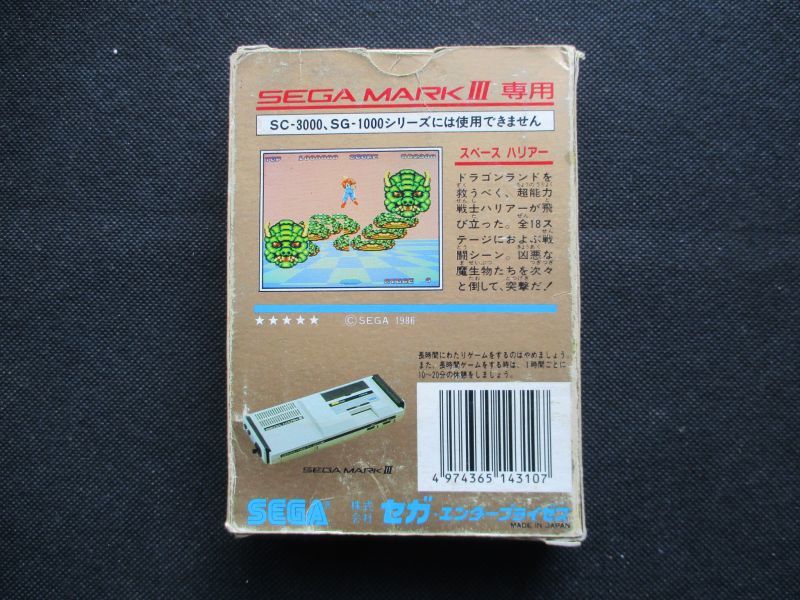 SEGA MARK III 専用
SC-3000、SG-1000シリーズには使用できません
TOP 1000000 SCORE
スペース ハリアー
ドラゴンランドを
救うべく、超能力
戦士ハリアーが飛
び立った。全18ス
テージにおよぶ戦
闘シーン。凶悪な
魔生物たちを次々
と倒して、突撃だ!
★★★★★ ©SEGA 1986
長時間にわたりゲームをするのはやめましょう。
また、長時間ゲームをする時は、1時間ごとに
10〜20分の休憩をしましょう。
SEGA MARK III
4 974365 143107
SEGA® 株式会社 セガ・エンタープライゼス
MADE IN JAPAN